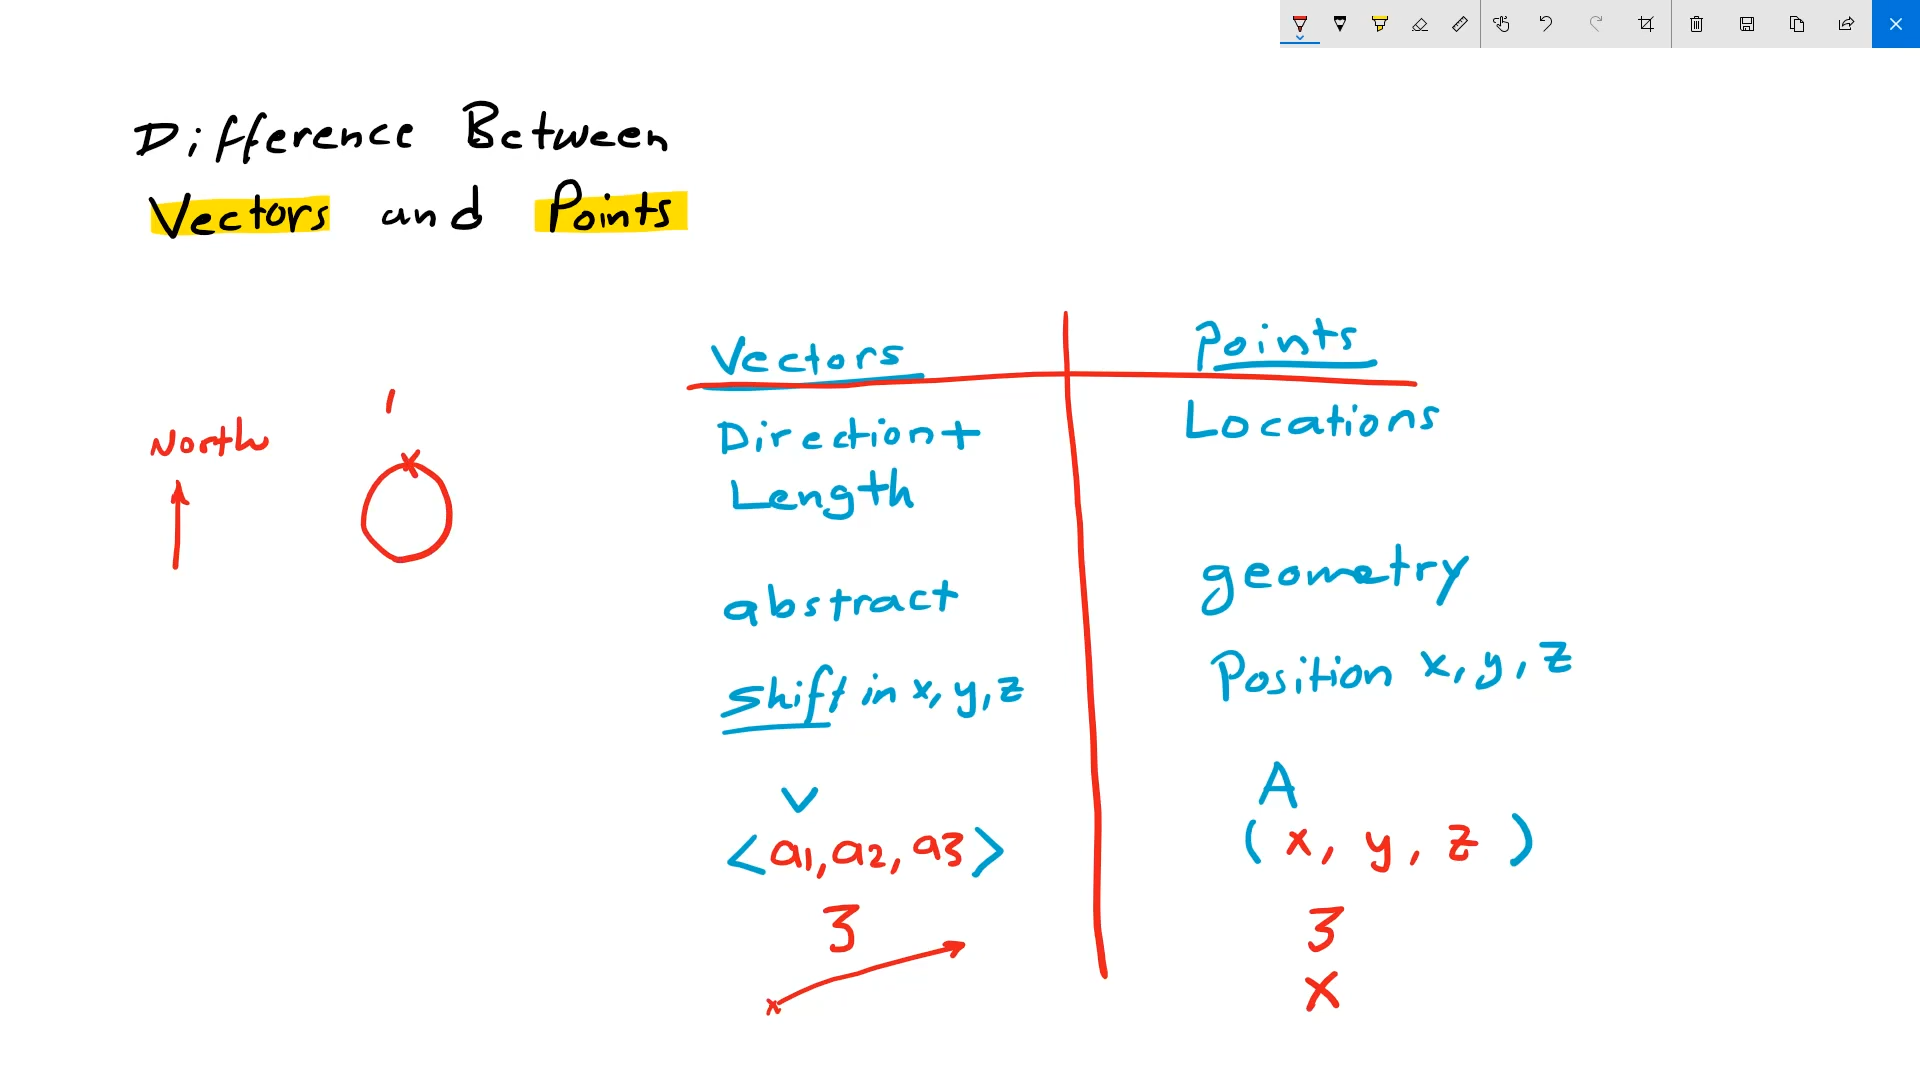 Difference Between
Vectors and Points
North
Vectors
Direction +
Length
abstract
shift in x, y, z
v
<a1, a2, a3>
3
x
Points
Locations
geometry
Position x, y, z
A
( x, y, z )
3
x
x